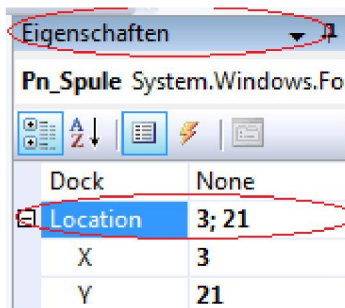 Eigenschaften
Pn_Spule System.Windows.Fo
Dock None
Location 3; 21
X 3
Y 21